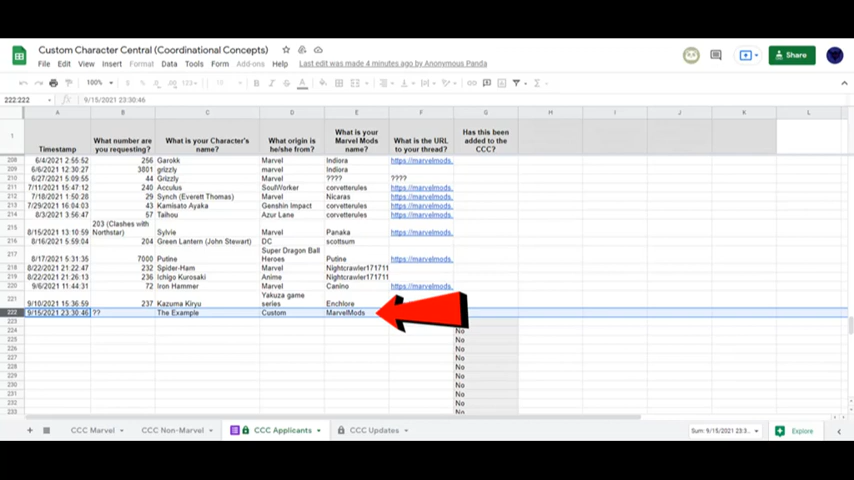 Custom Character Central (Coordinational Concepts)
File Edit View Insert Format Data Tools Form Add-ons Help Last edit was made 4 minutes ago by Anonymous Panda
Share
100%
222:222 fx 9/15/2021 23:30:46
A B C D E F G H I J K L
1 Timestamp What number are you requesting? What is your Character's name? What origin is he/she from? What is your Marvel Mods name? What is the URL to your thread? Has this been added to the CCC?
208 6/4/2021 2:55:52 256 Garokk Marvel Indiora https://marvelmods.
209 6/6/2021 12:30:27 3801 grizzly marvel Indiora
210 6/27/2021 5:09:55 44 Grizzly Marvel ???? ????
211 7/11/2021 15:47:12 240 Acculus SoulWorker corvetterules https://marvelmods.
212 7/18/2021 1:50:28 29 Synch (Everett Thomas) Marvel Nicaras https://marvelmods.
213 7/29/2021 16:04:03 43 Kamisato Ayaka Genshin Impact corvetterules https://marvelmods.
214 8/3/2021 3:56:47 57 Taihou Azur Lane corvetterules https://marvelmods.
215 8/15/2021 13:10:59 203 (Clashes with Northstar) Sylvie Marvel Panaka https://marvelmods.
216 8/16/2021 5:59:04 204 Green Lantern (John Stewart) DC scottsum
217 8/17/2021 5:31:35 7000 Putine Super Dragon Ball Heroes Putine https://marvelmods.
218 8/22/2021 21:22:47 232 Spider-Ham Marvel Nightcrawler171711
219 8/22/2021 21:26:13 236 Ichigo Kurosaki Anime Nightcrawler171711
220 9/6/2021 11:44:31 72 Iron Hammer Marvel Canino https://marvelmods.
221 9/10/2021 15:36:59 237 Kazuma Kiryu Yakuza game series Enchlore
222 9/15/2021 23:30:46 ?? The Example Custom MarvelMods
223
224 No
225 No
226 No
227 No
228 No
229 No
230 No
231 No
232 No
233 No
CCC Marvel CCC Non-Marvel CCC Applicants CCC Updates Sum: 9/15/2021 23:3... Explore